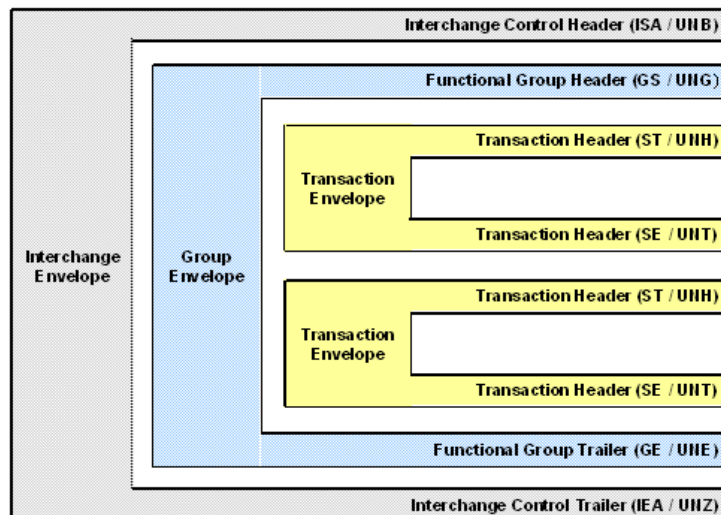 Interchange Control Header (ISA / UNB)
Functional Group Header (GS / UNG)
Transaction Header (ST / UNH)
Transaction
Envelope
Transaction Header (SE / UNT)
Interchange
Envelope
Group
Envelope
Transaction Header (ST / UNH)
Transaction
Envelope
Transaction Header (SE / UNT)
Functional Group Trailer (GE / UNE)
Interchange Control Trailer (IEA / UNZ)